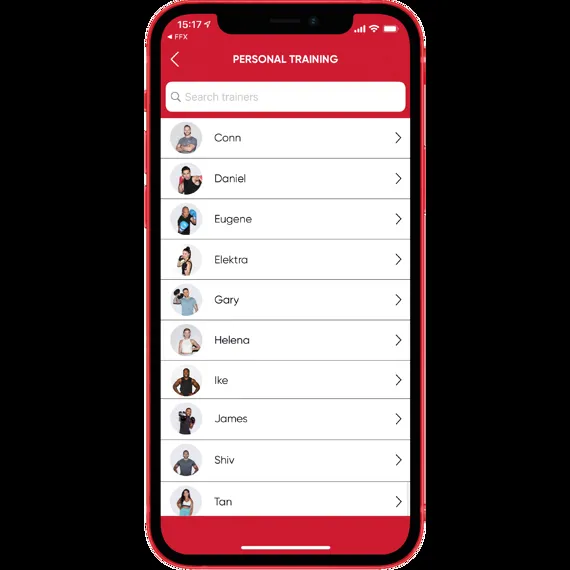 15:17
◀ FFX
PERSONAL TRAINING
Search trainers
Conn
Daniel
Eugene
Elektra
Gary
Helena
Ike
James
Shiv
Tan